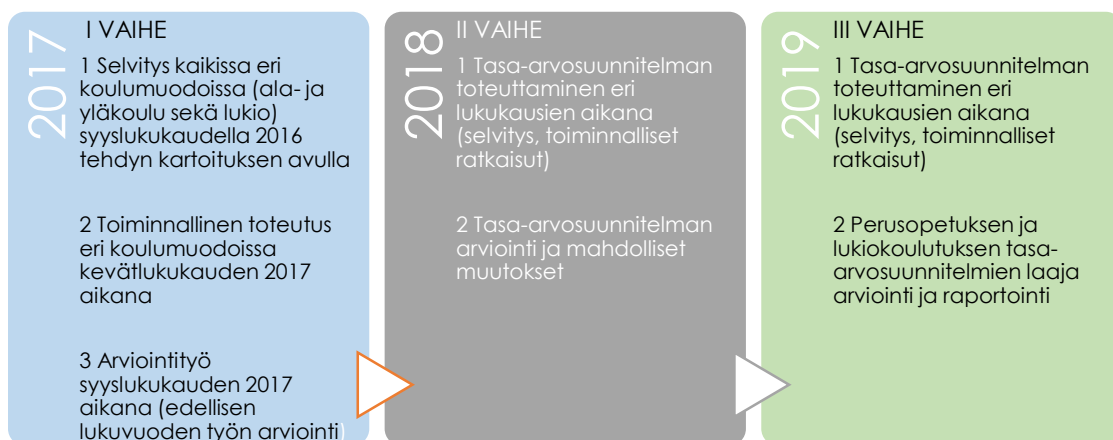 2017
I VAIHE
1 Selvitys kaikissa eri
koulumuodoissa (ala- ja
yläkoulu sekä lukio)
syyslukukaudella 2016
tehdyn kartoituksen avulla
2 Toiminnallinen toteutus
eri koulumuodoissa
kevätlukukauden 2017
aikana
3 Arviointityö
syyslukukauden 2017
aikana (edellisen
lukuvuoden työn arviointi)
2018
II VAIHE
1 Tasa-arvosuunnitelman
toteuttaminen eri
lukukausien aikana
(selvitys, toiminnalliset
ratkaisut)
2 Tasa-arvosuunnitelman
arviointi ja mahdolliset
muutokset
2019
III VAIHE
1 Tasa-arvosuunnitelman
toteuttaminen eri
lukukausien aikana
(selvitys, toiminnalliset
ratkaisut)
2 Perusopetuksen ja
lukiokoulutuksen tasa-
arvosuunnitelmien laaja
arviointi ja raportointi